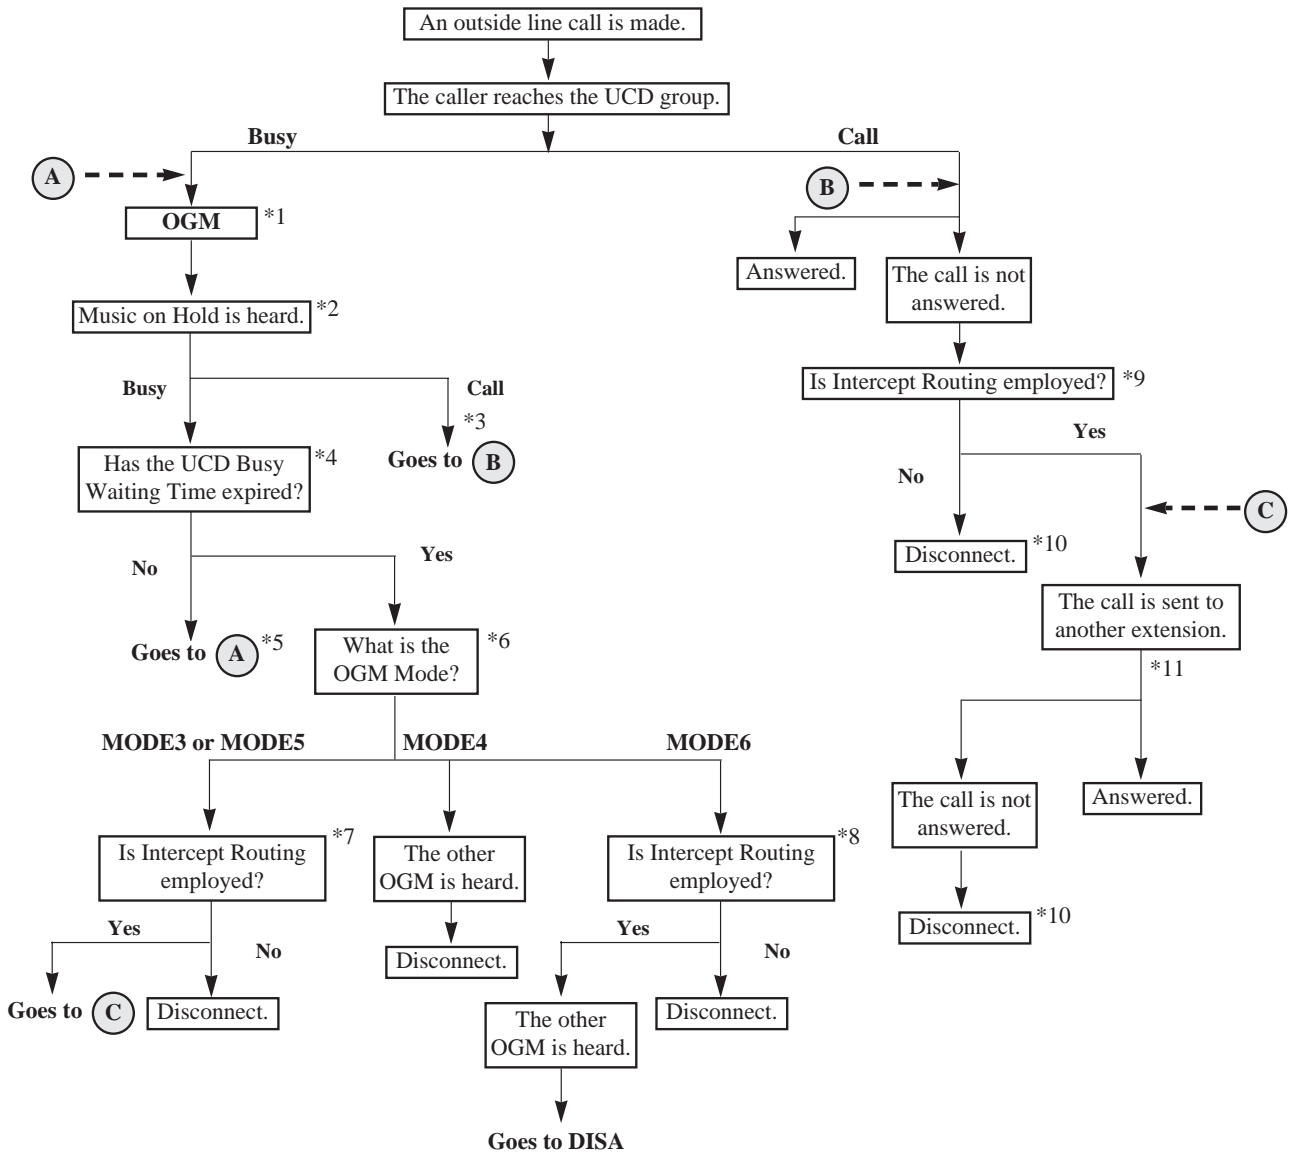 An outside line call is made.
The caller reaches the UCD group.
Busy
Call
A
B
OGM
*1
Answered.
The call is not
answered.
Music on Hold is heard.
*2
Busy
Call
*3
Is Intercept Routing employed?
*9
Yes
No
Has the UCD Busy
Waiting Time expired?
*4
Goes to B
C
No
Yes
Disconnect.
*10
The call is sent to
another extension.
*11
Goes to A
*5
What is the
OGM Mode?
*6
MODE3 or MODE5
MODE4
MODE6
The call is not
answered.
Answered.
Is Intercept Routing
employed?
*7
The other
OGM is heard.
Is Intercept Routing
employed?
*8
Disconnect.
*10
Yes
No
Disconnect.
Yes
No
Goes to C
Disconnect.
The other
OGM is heard.
Disconnect.
Goes to DISA